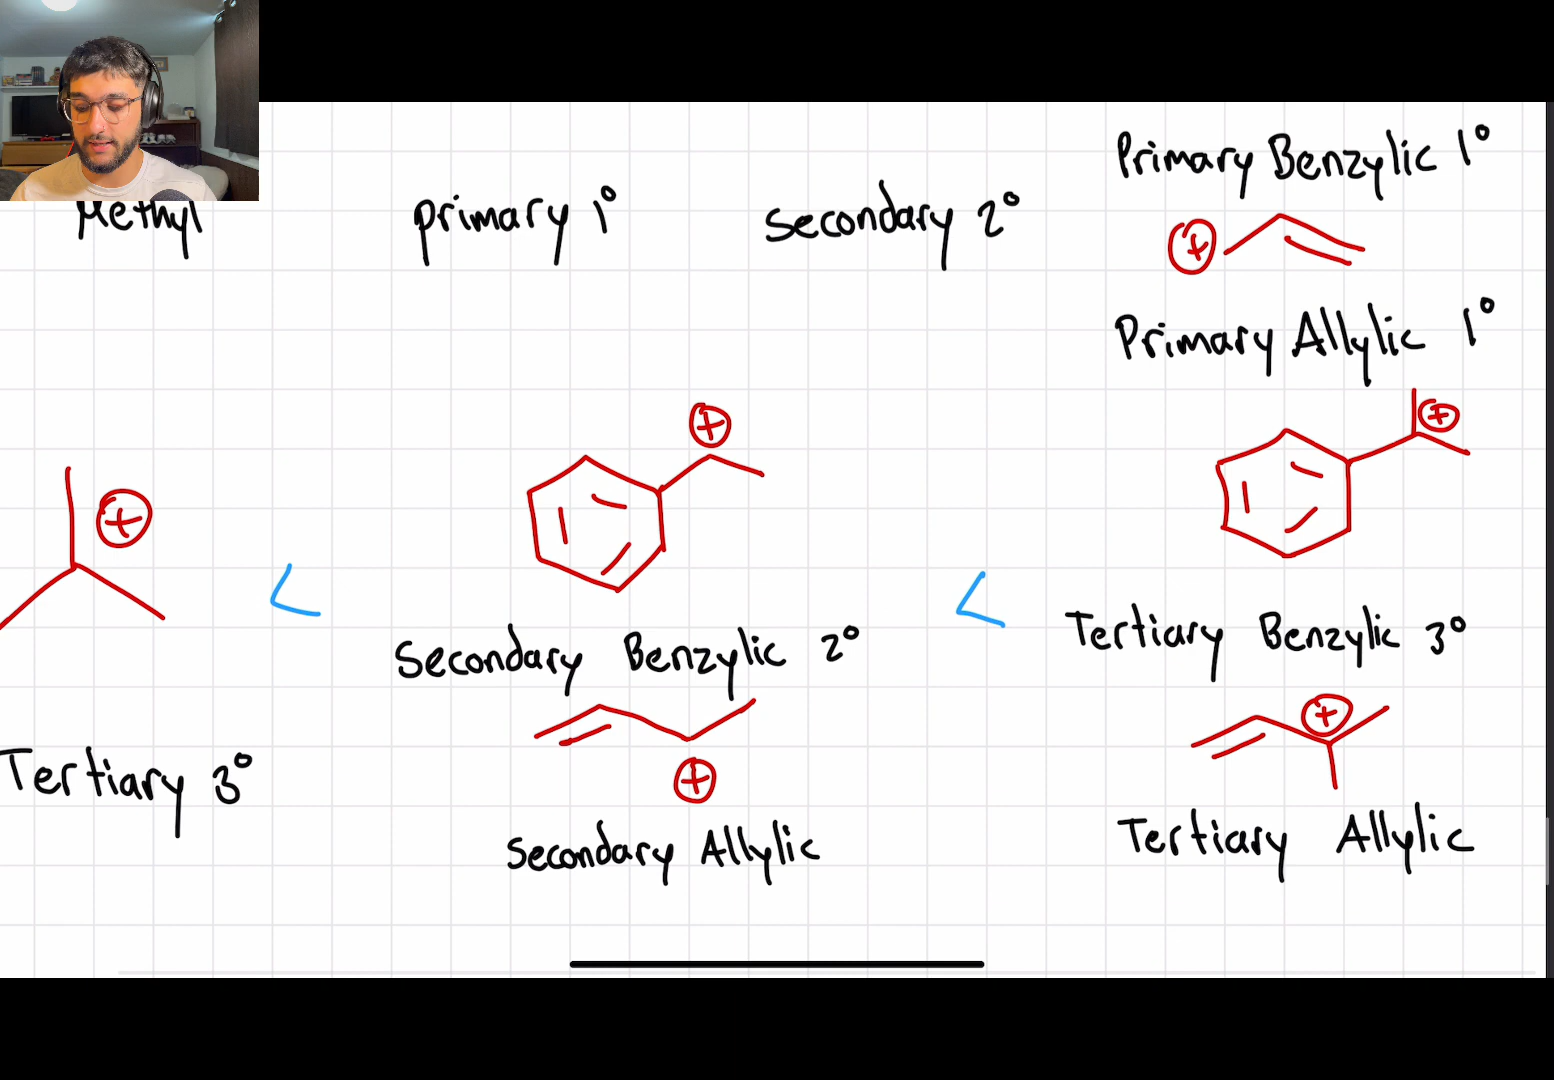 Methyl
primary 1°
secondary 2°
Primary Benzylic 1°
+
Primary Allylic 1°
+
+
+
<
<
Secondary Benzylic 2°
Tertiary Benzylic 3°
+
+
Tertiary 3°
Secondary Allylic
Tertiary Allylic